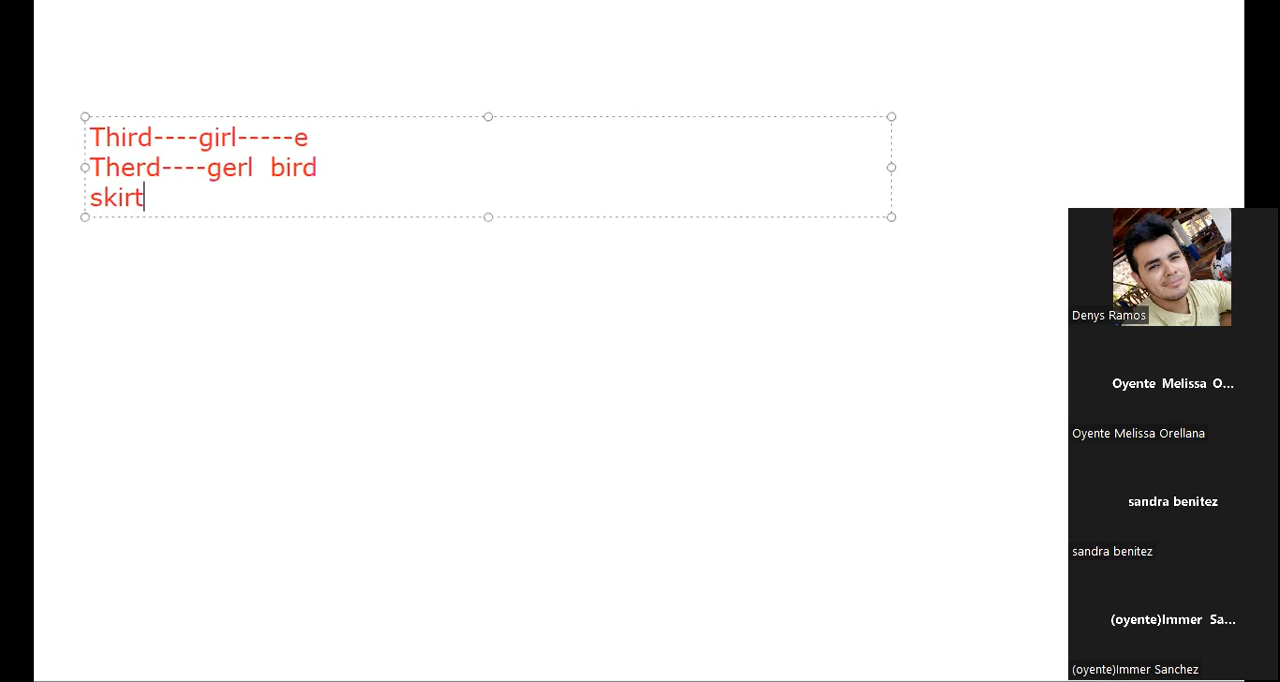 Third----girl-----e
Therd----gerl  bird
skirt
Denys Ramos
Oyente Melissa O...
Oyente Melissa Orellana
sandra benitez
sandra benitez
(oyente)Immer Sa...
(oyente)Immer Sanchez